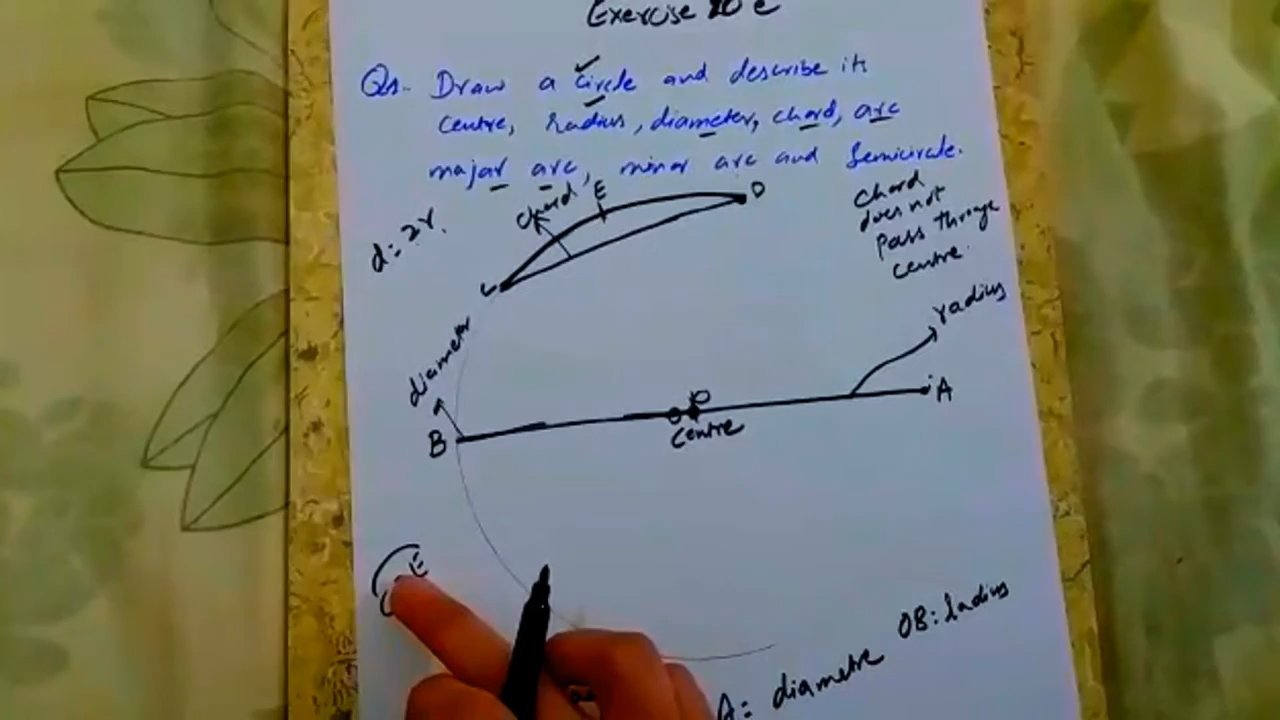 Exercise 10 e
Qs. Draw a circle and describe its
centre, radius, diameter, chord, arc
major arc, minor arc and Semicircle.
chord
does not
Pass through
centre.
d = 2r.
chord
E
D
C
diameter
radius
B
O
P
A
Centre
E
C
OB = radius
A = diametre